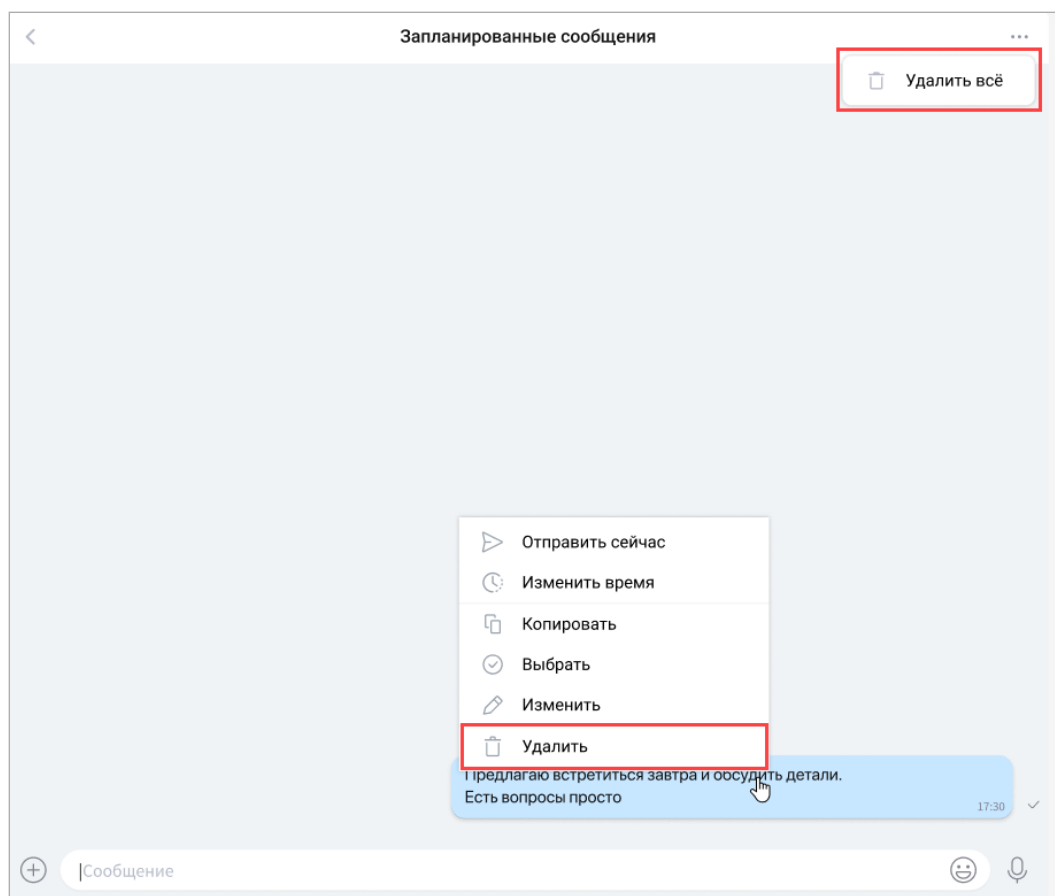 Запланированные сообщения
Удалить всё
Отправить сейчас
Изменить время
Копировать
Выбрать
Изменить
Удалить
Предлагаю встретиться завтра и обсудить детали.
Есть вопросы просто
17:30
Сообщение